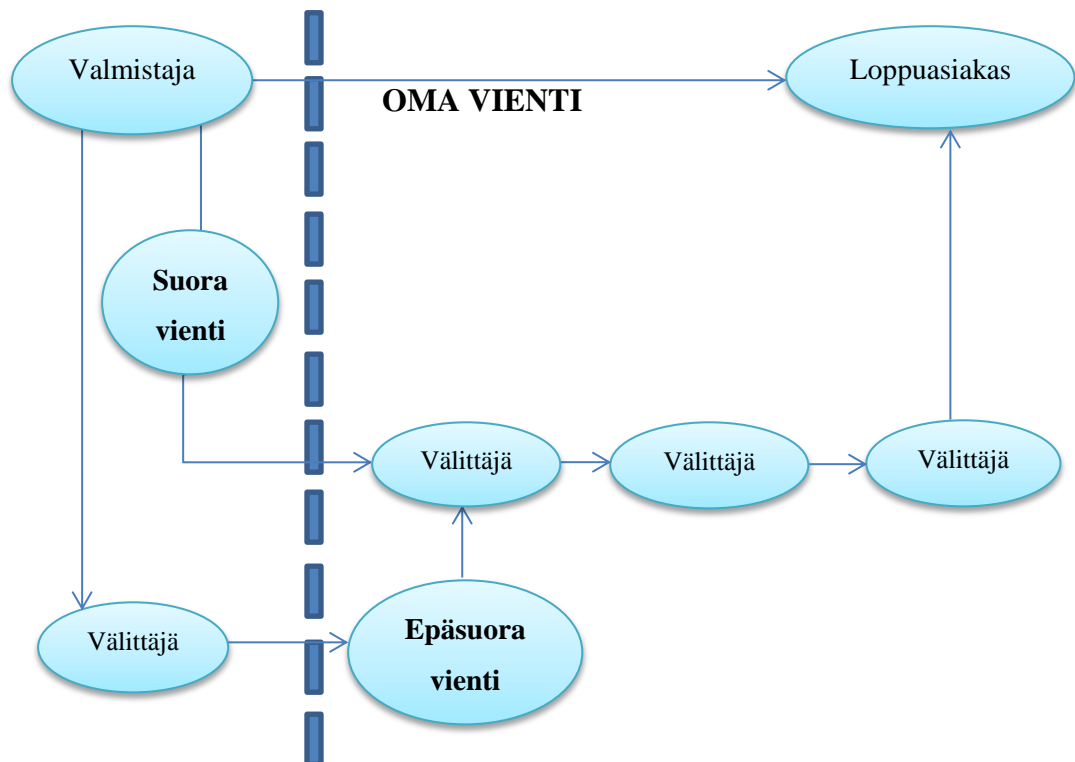 Valmistaja
Loppuasiakas
OMA VIENTI
Suora
vienti
Välittäjä
Välittäjä
Välittäjä
Välittäjä
Epäsuora
vienti